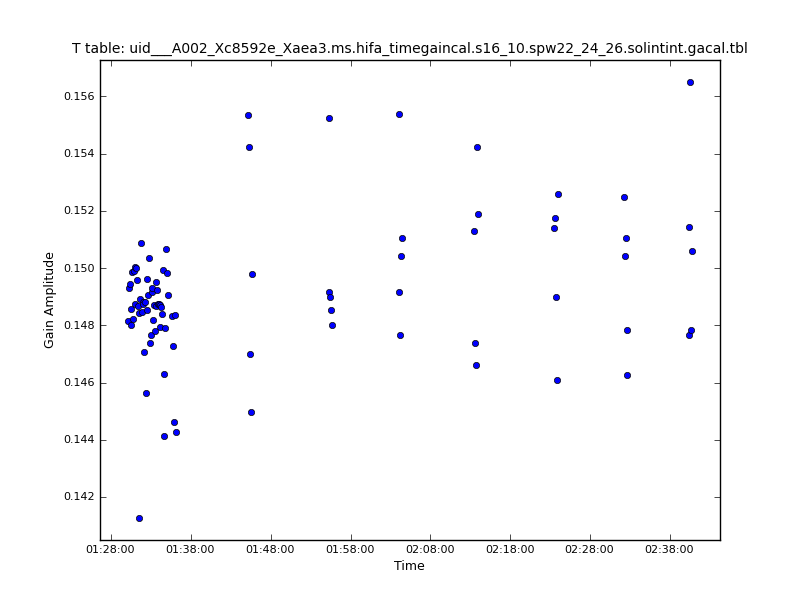 T table: uid___A002_Xc8592e_Xaea3.ms.hifa_timegaincal.s16_10.spw22_24_26.solintint.gacal.tbl
Gain Amplitude
0.156
0.154
0.152
0.150
0.148
0.146
0.144
0.142
01:28:00 01:38:00 01:48:00 01:58:00 02:08:00 02:18:00 02:28:00 02:38:00
Time